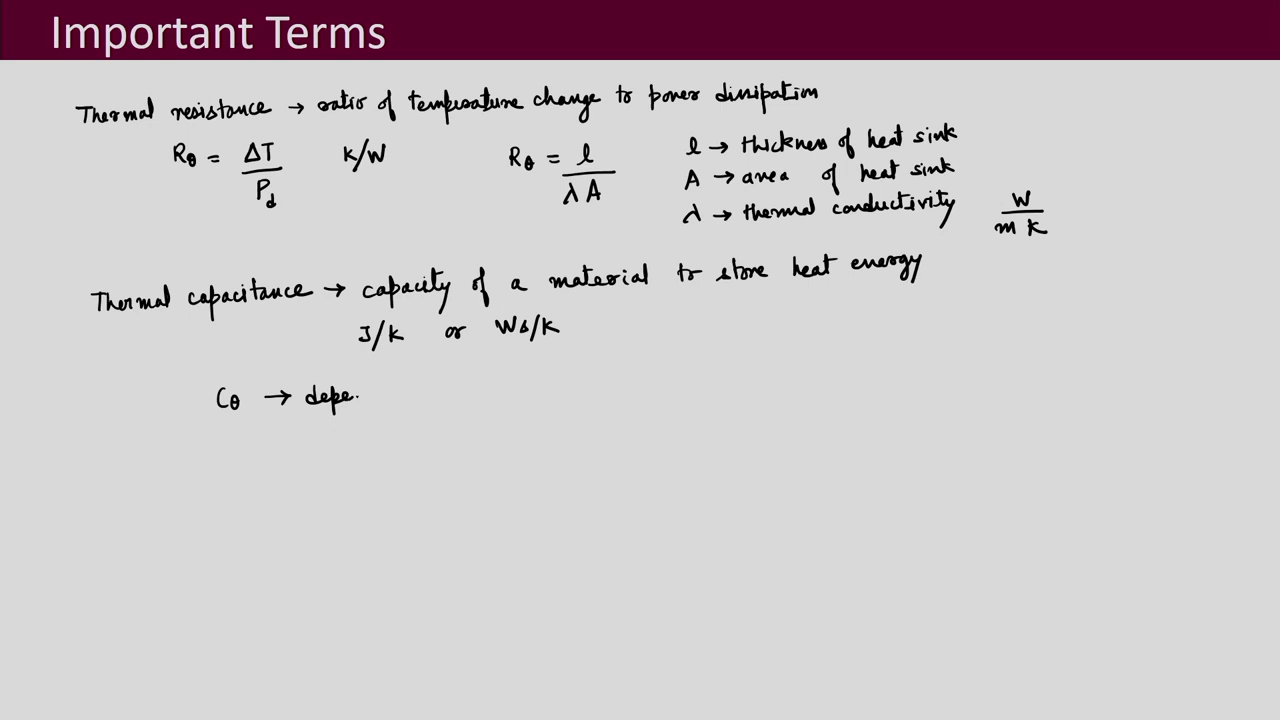 Important Terms
Thermal resistance → ratio of temperature change to power dissipation
Rθ = ΔT / Pd K/W Rθ = l / λA
l → thickness of heat sink
A → area of heat sink
λ → thermal conductivity W / m K
Thermal capacitance → capacity of a material to store heat energy
J/K or Ws/K
Cθ → depe